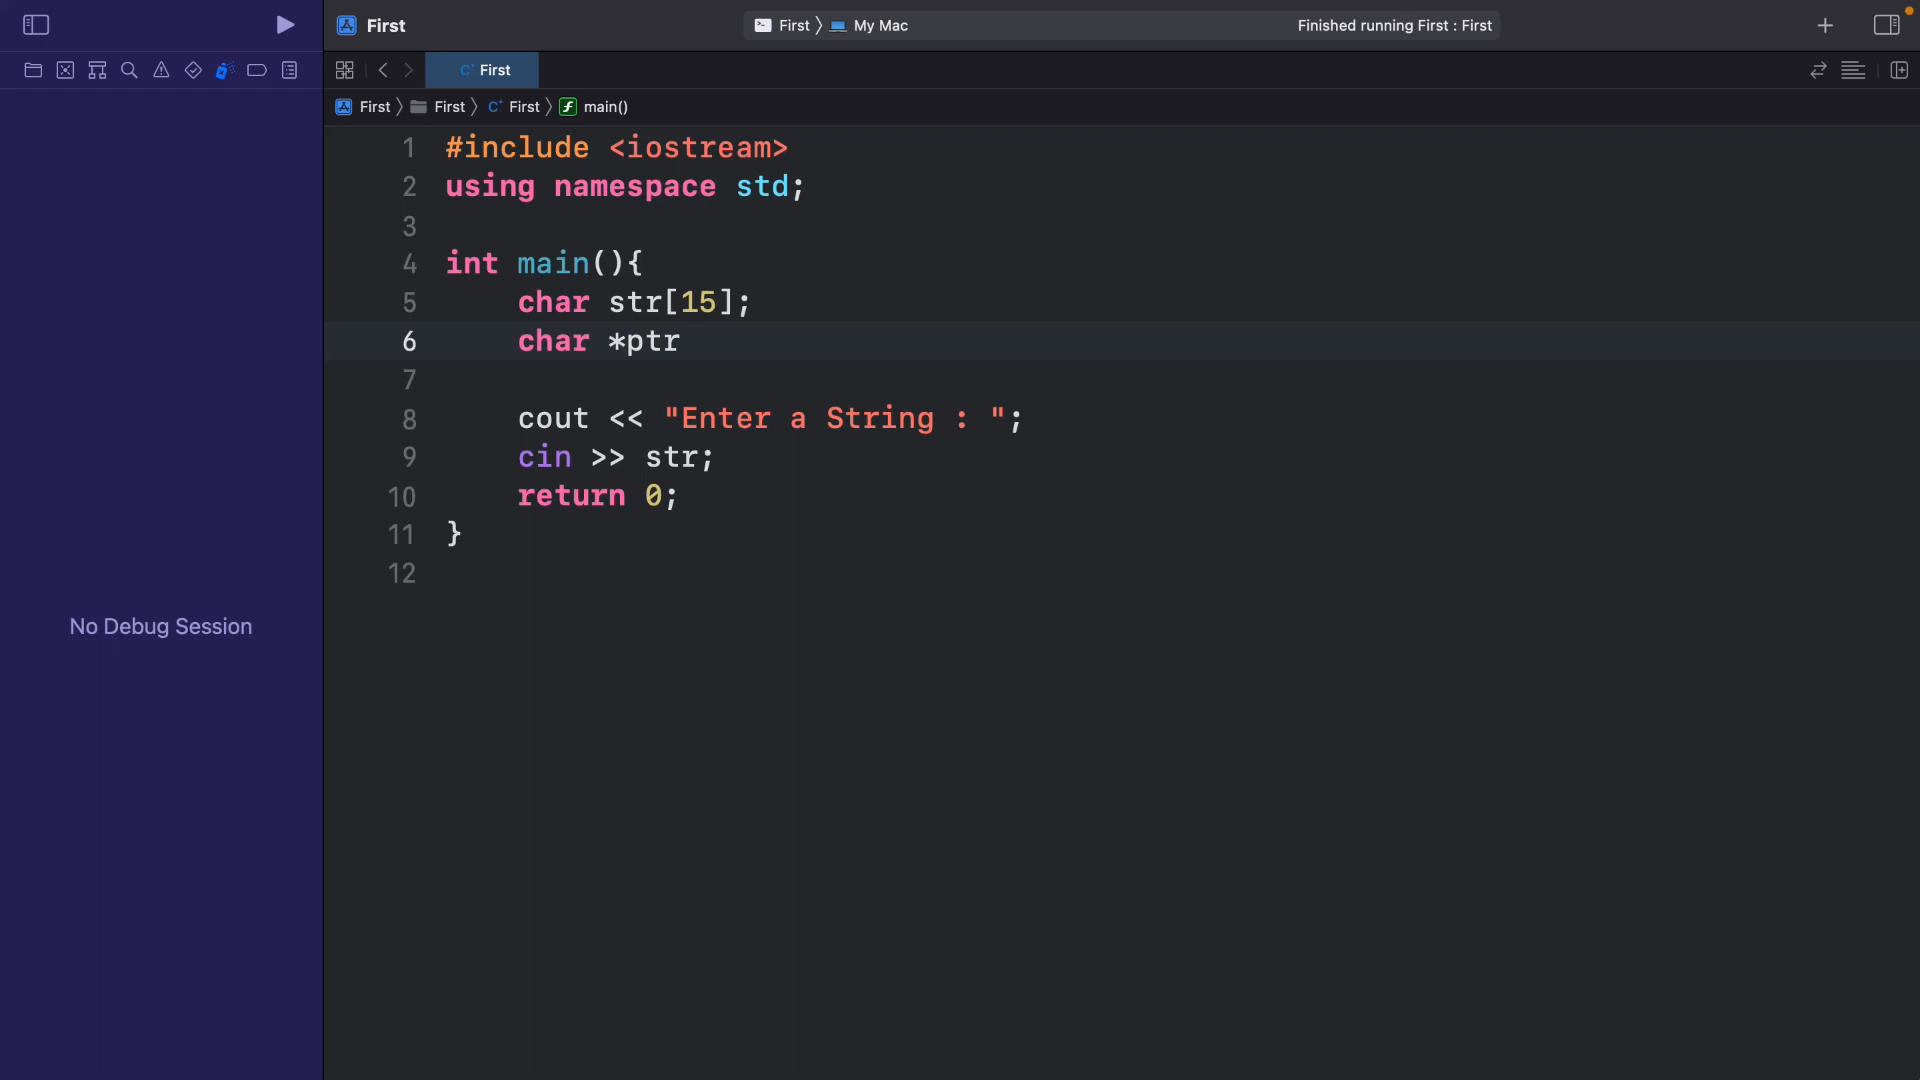 First
First 〉 My Mac
Finished running First : First
C⁺ First
First 〉 First 〉 C⁺ First 〉 main()
1 #include <iostream>
2 using namespace std;
3
4 int main(){
5     char str[15];
6     char *ptr
7
8     cout << "Enter a String : ";
9     cin >> str;
10     return 0;
11 }
12
No Debug Session